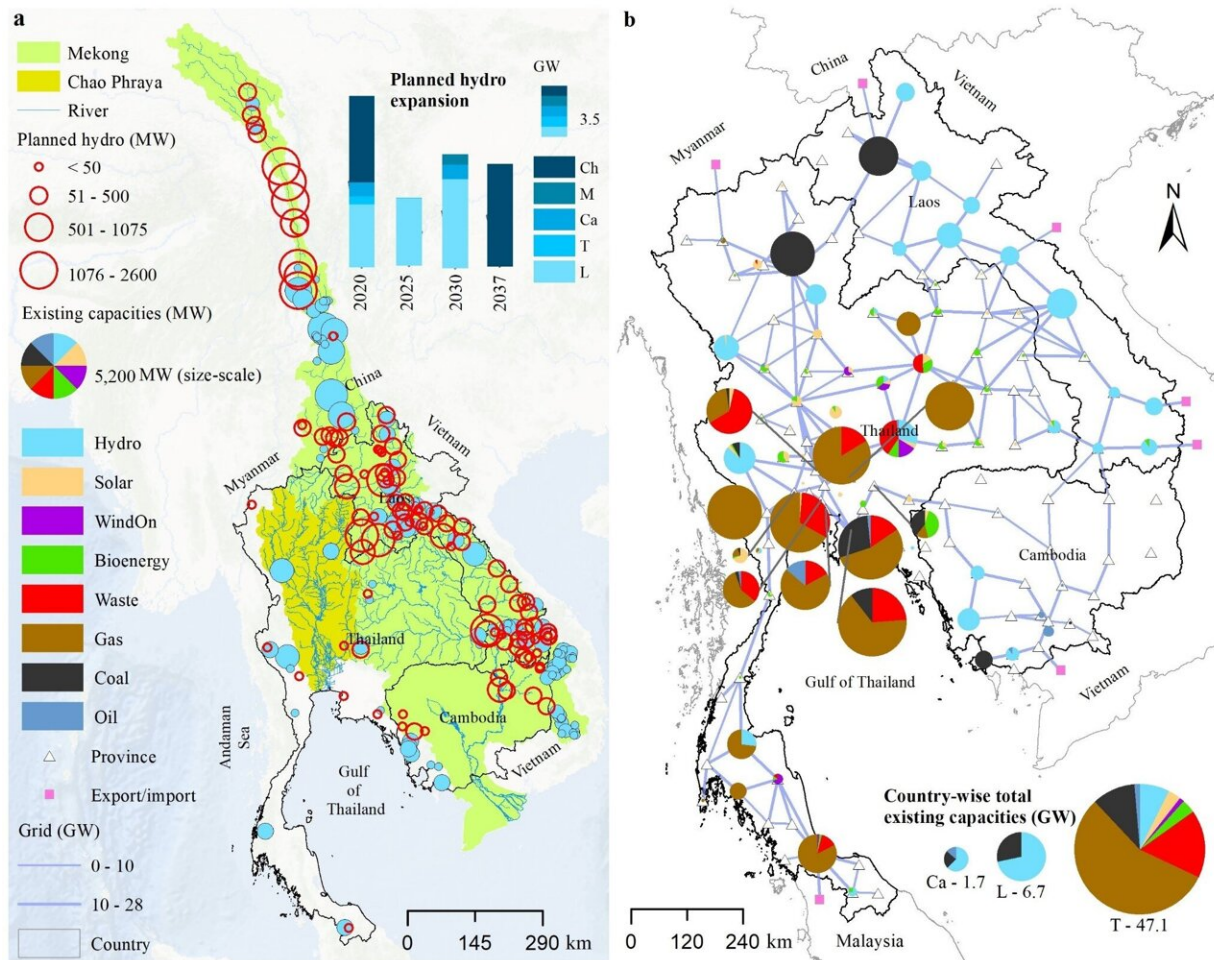 a
Mekong
Chao Phraya
River
Planned hydro (MW)
< 50
51 - 500
501 - 1075
1076 - 2600
Existing capacities (MW)
5,200 MW (size-scale)
Hydro
Solar
WindOn
Bioenergy
Waste
Gas
Coal
Oil
Province
Export/import
Grid (GW)
0 - 10
10 - 28
Country
Planned hydro
expansion
GW
3.5
Ch
M
Ca
T
L
2020
2025
2030
2037
China
Vietnam
Myanmar
Laos
Thailand
Cambodia
Vietnam
Andaman
Sea
Gulf
of
Thailand
0 145 290 km
b
China
Vietnam
Myanmar
Laos
N
Thailand
Cambodia
Gulf of Thailand
Vietnam
Malaysia
Country-wise total
existing capacities (GW)
Ca - 1.7
L - 6.7
T - 47.1
0 120 240 km